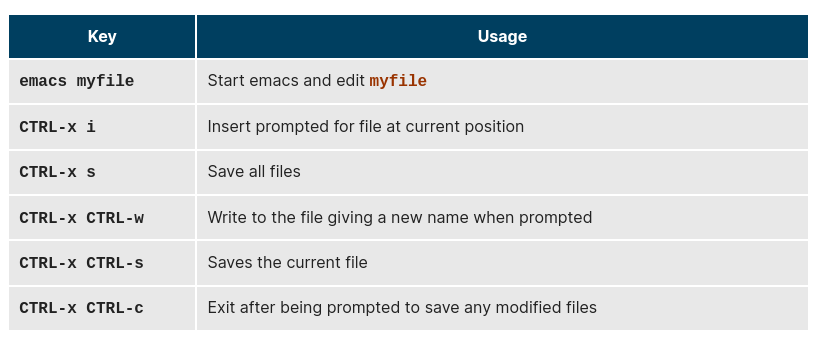 Key Usage
emacs myfile Start emacs and edit myfile
CTRL-x i Insert prompted for file at current position
CTRL-x s Save all files
CTRL-x CTRL-w Write to the file giving a new name when prompted
CTRL-x CTRL-s Saves the current file
CTRL-x CTRL-c Exit after being prompted to save any modified files